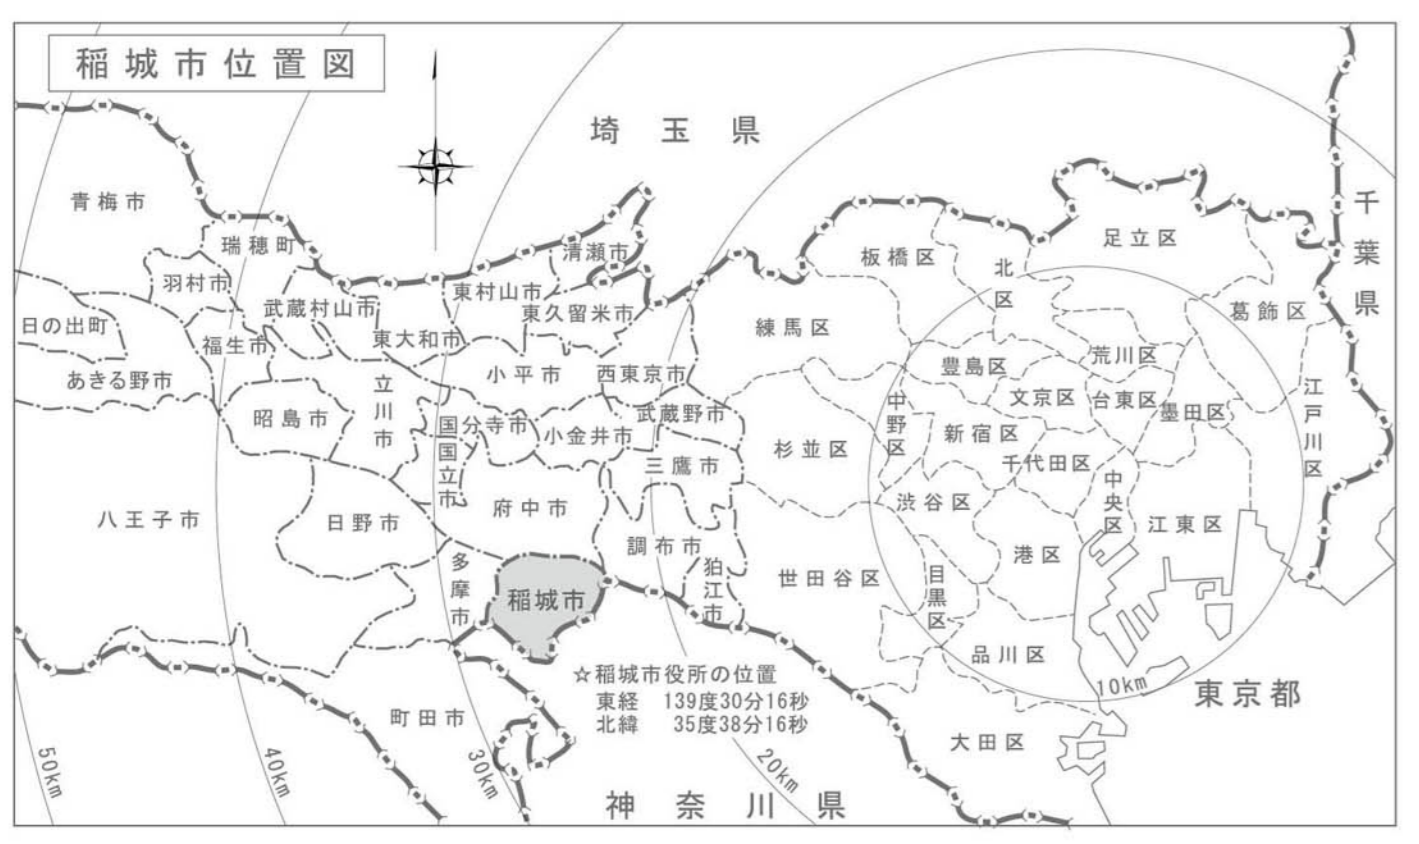 稲城市位置図
埼玉県
千葉県
青梅市
瑞穂町
羽村市
清瀬市
東村山市
武蔵村山市
東久留米市
日の出町
福生市
東大和市
あきる野市
立川市
小平市
西東京市
昭島市
国分寺市
小金井市
武蔵野市
国立市
三鷹市
八王子市
日野市
府中市
調布市
多摩市
稲城市
狛江市
町田市
板橋区
北区
足立区
葛飾区
練馬区
豊島区
荒川区
江戸川区
中野区
文京区
台東区
墨田区
杉並区
新宿区
千代田区
渋谷区
中央区
江東区
世田谷区
目黒区
港区
品川区
大田区
☆稲城市役所の位置
東経 139度30分16秒
北緯 35度38分16秒
東京都
神奈川県
50km
40km
30km
20km
10km